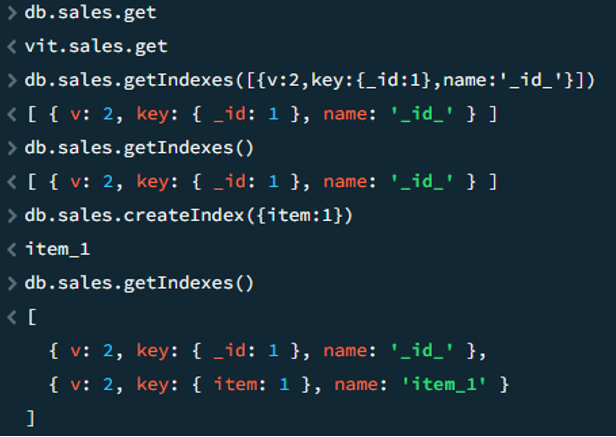 > db.sales.get
< vit.sales.get
> db.sales.getIndexes([{v:2,key:{_id:1},name:'_id_'}])
< [ { v: 2, key: { _id: 1 }, name: '_id_' } ]
> db.sales.getIndexes()
< [ { v: 2, key: { _id: 1 }, name: '_id_' } ]
> db.sales.createIndex({item:1})
< item_1
> db.sales.getIndexes()
< [
{ v: 2, key: { _id: 1 }, name: '_id_' },
{ v: 2, key: { item: 1 }, name: 'item_1' }
]